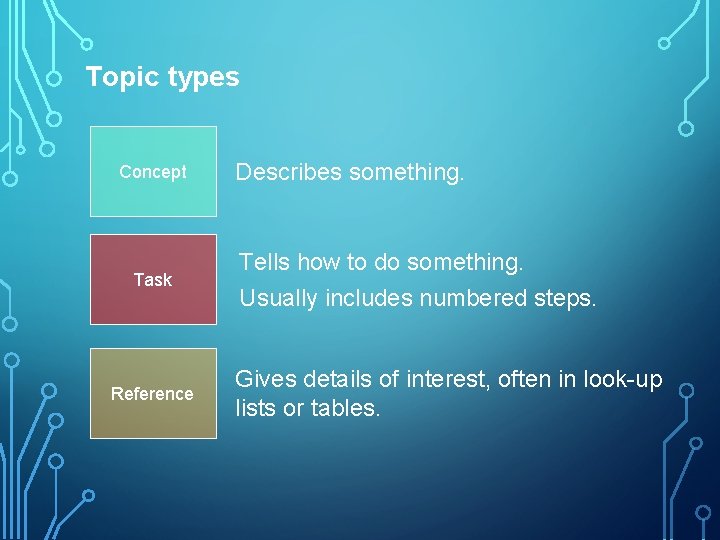 Topic types
Concept
Describes something.
Task
Tells how to do something.
Usually includes numbered steps.
Reference
Gives details of interest, often in look-up
lists or tables.